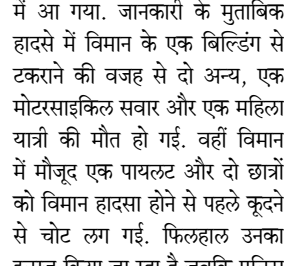 में आ गया. जानकारी के मुताबिक
हादसे में विमान के एक बिल्डिंग से
टकराने की वजह से दो अन्य, एक
मोटरसाइकिल सवार और एक महिला
यात्री की मौत हो गई. वहीं विमान
में मौजूद एक पायलट और दो छात्रों
को विमान हादसा होने से पहले कूदने
से चोट लग गई. फिलहाल उनका